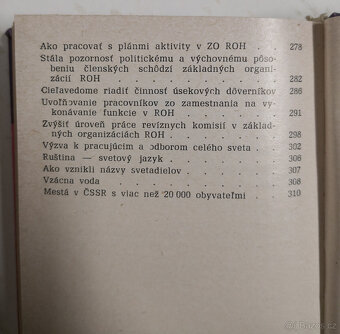 Ako pracovať s plánmi aktivity v ZO ROH . . . 278
Stála pozornosť politickému a výchovnému pôso-
beniu členských schôdzí základných organi-
zácií ROH . . . . . . . . . 282
Cieľavedome riadiť činnosť úsekových dôverníkov 286
Uvoľňovanie pracovníkov zo zamestnania na vy-
konávanie funkcie v ROH . . . . . 291
Zvýšiť úroveň práce revíznych komisií v základ-
ných organizáciách ROH . . . . . . 298
Výzva k pracujúcim a odborom celého sveta . . 302
Ruština — svetový jazyk . . . . . . 306
Ako vznikli názvy svetadielov . . . . . 307
Vzácna voda . . . . . . . . . 308
Mestá v ČSSR s viac než 20 000 obyvateľmi . . 310